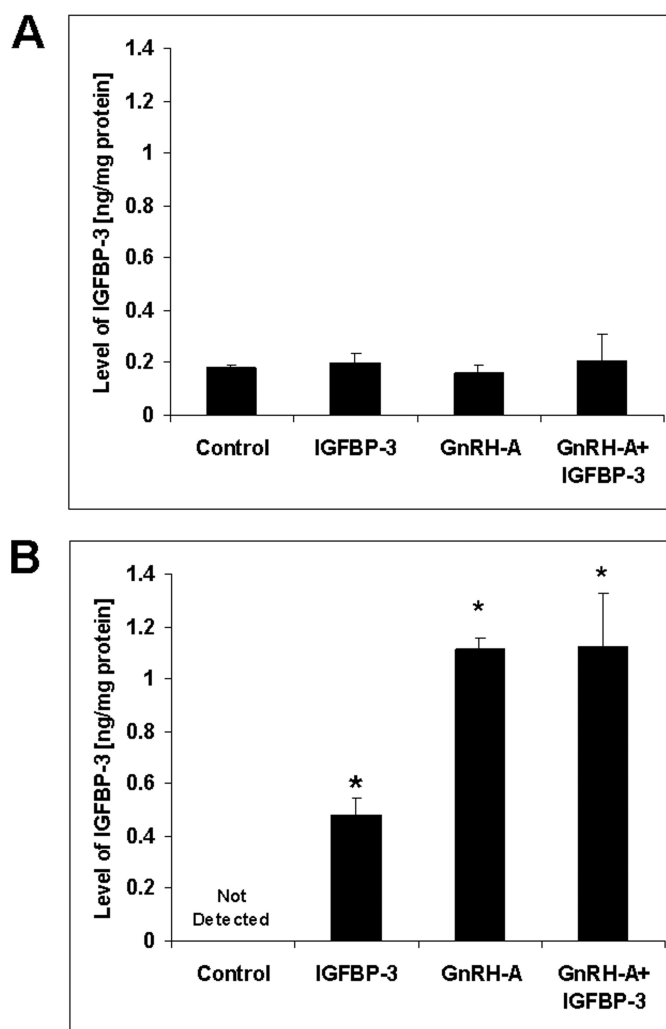 A
Level of IGFBP-3 [ng/mg protein]
1.4
1.2
1
0.8
0.6
0.4
0.2
0
Control IGFBP-3 GnRH-A GnRH-A+
IGFBP-3
B
Level of IGFBP-3 [ng/mg protein]
1.4
1.2
1
0.8
0.6
0.4
0.2
0
*
*
*
Not
Detected
Control IGFBP-3 GnRH-A GnRH-A+
IGFBP-3